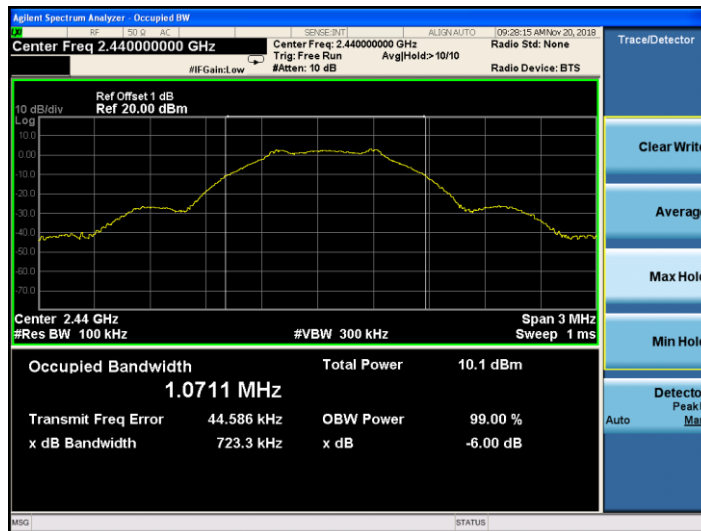 Agilent Spectrum Analyzer - Occupied BW
RF 50 Ω AC SENSE:INT ALIGN AUTO 09:28:15 AM Nov 20, 2018
Center Freq 2.440000000 GHz
Center Freq: 2.440000000 GHz
Radio Std: None
Trig: Free Run Avg|Hold:> 10/10
#IFGain:Low
#Atten: 10 dB
Radio Device: BTS
Trace/Detector
Ref Offset 1 dB
10 dB/div Ref 20.00 dBm
Log
10.0
0.00
-10.0
-20.0
-30.0
-40.0
-50.0
-60.0
-70.0
Center 2.44 GHz Span 3 MHz
#Res BW 100 kHz #VBW 300 kHz Sweep 1 ms
Occupied Bandwidth Total Power 10.1 dBm
1.0711 MHz
Transmit Freq Error 44.586 kHz OBW Power 99.00 %
x dB Bandwidth 723.3 kHz x dB -6.00 dB
Clear Write
Average
Max Hol
Min Hol
Detecto
Peak
Auto Ma
MSG STATUS